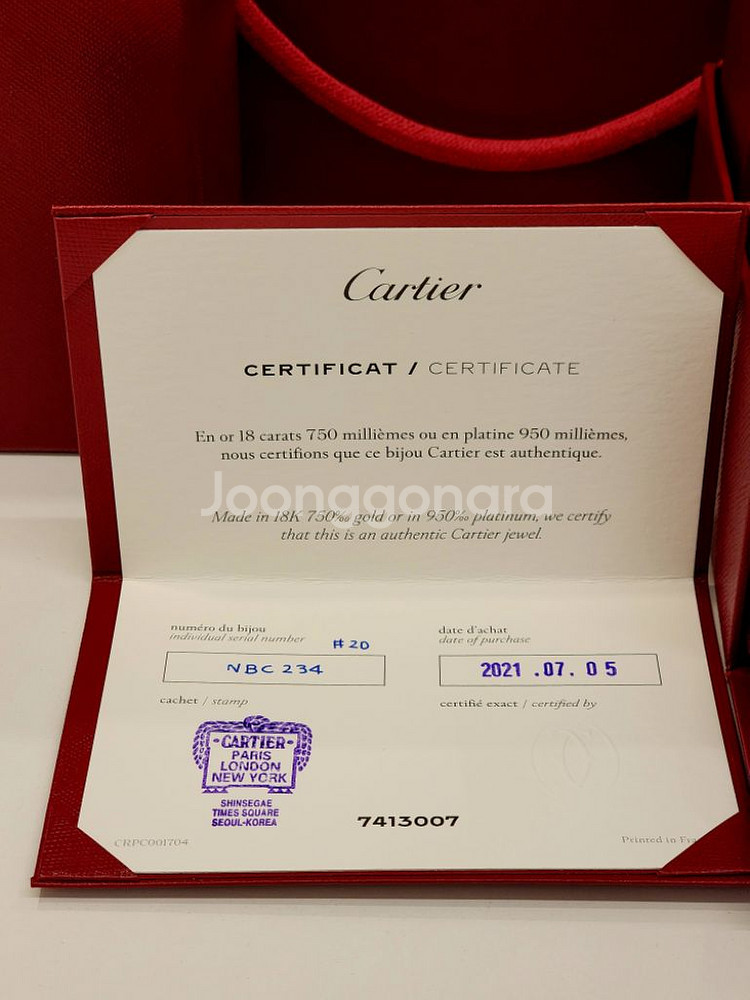 Cartier
CERTIFICAT / CERTIFICATE
En or 18 carats 750 millièmes ou en platine 950 millièmes,
nous certifions que ce bijou Cartier est authentique.
Joonggonara
Made in 18K 750‰ gold or in 950‰ platinum, we certify
that this is an authentic Cartier jewel.
numéro du bijou
individual serial number #20
NBC 234
date d'achat
date of purchase
2021 .07. 05
cachet / stamp
certifié exact / certified by
CARTIER
PARIS
LONDON
NEW YORK
SHINSEGAE
TIMES SQUARE
SEOUL-KOREA
7413007
CRPC001704
Printed in Fra